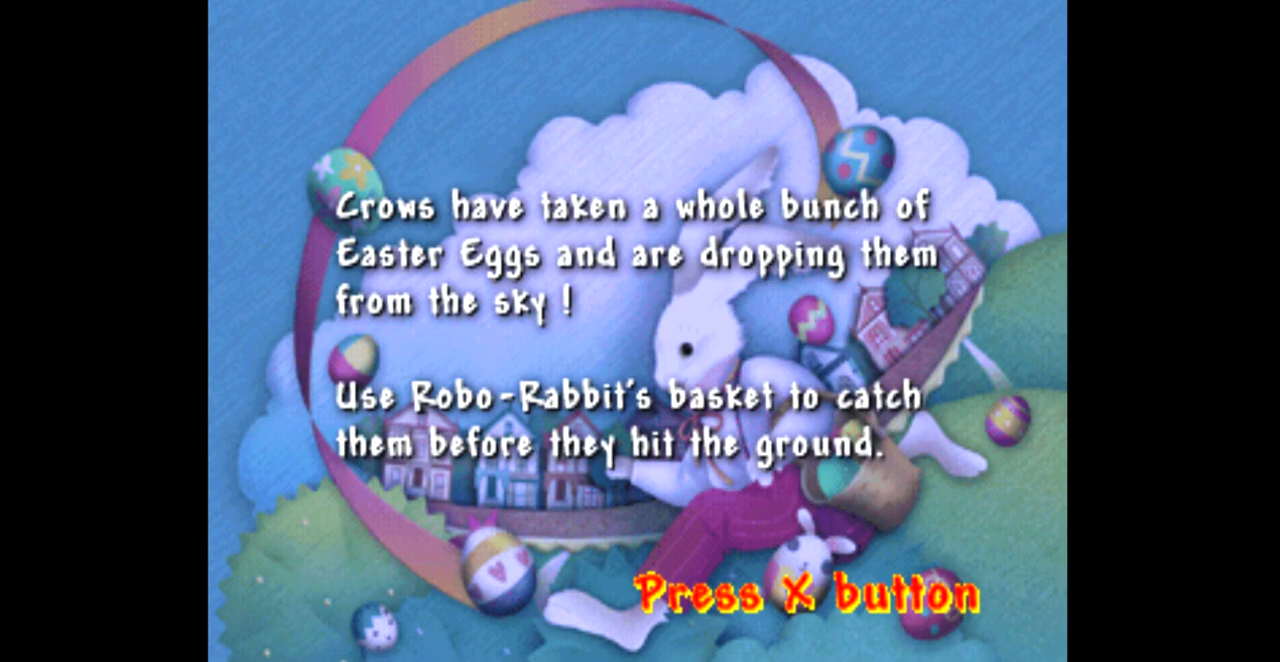 Crows have taken a whole bunch of
Easter Eggs and are dropping them
from the sky !
Use Robo-Rabbit's basket to catch
them before they hit the ground.
Press X button